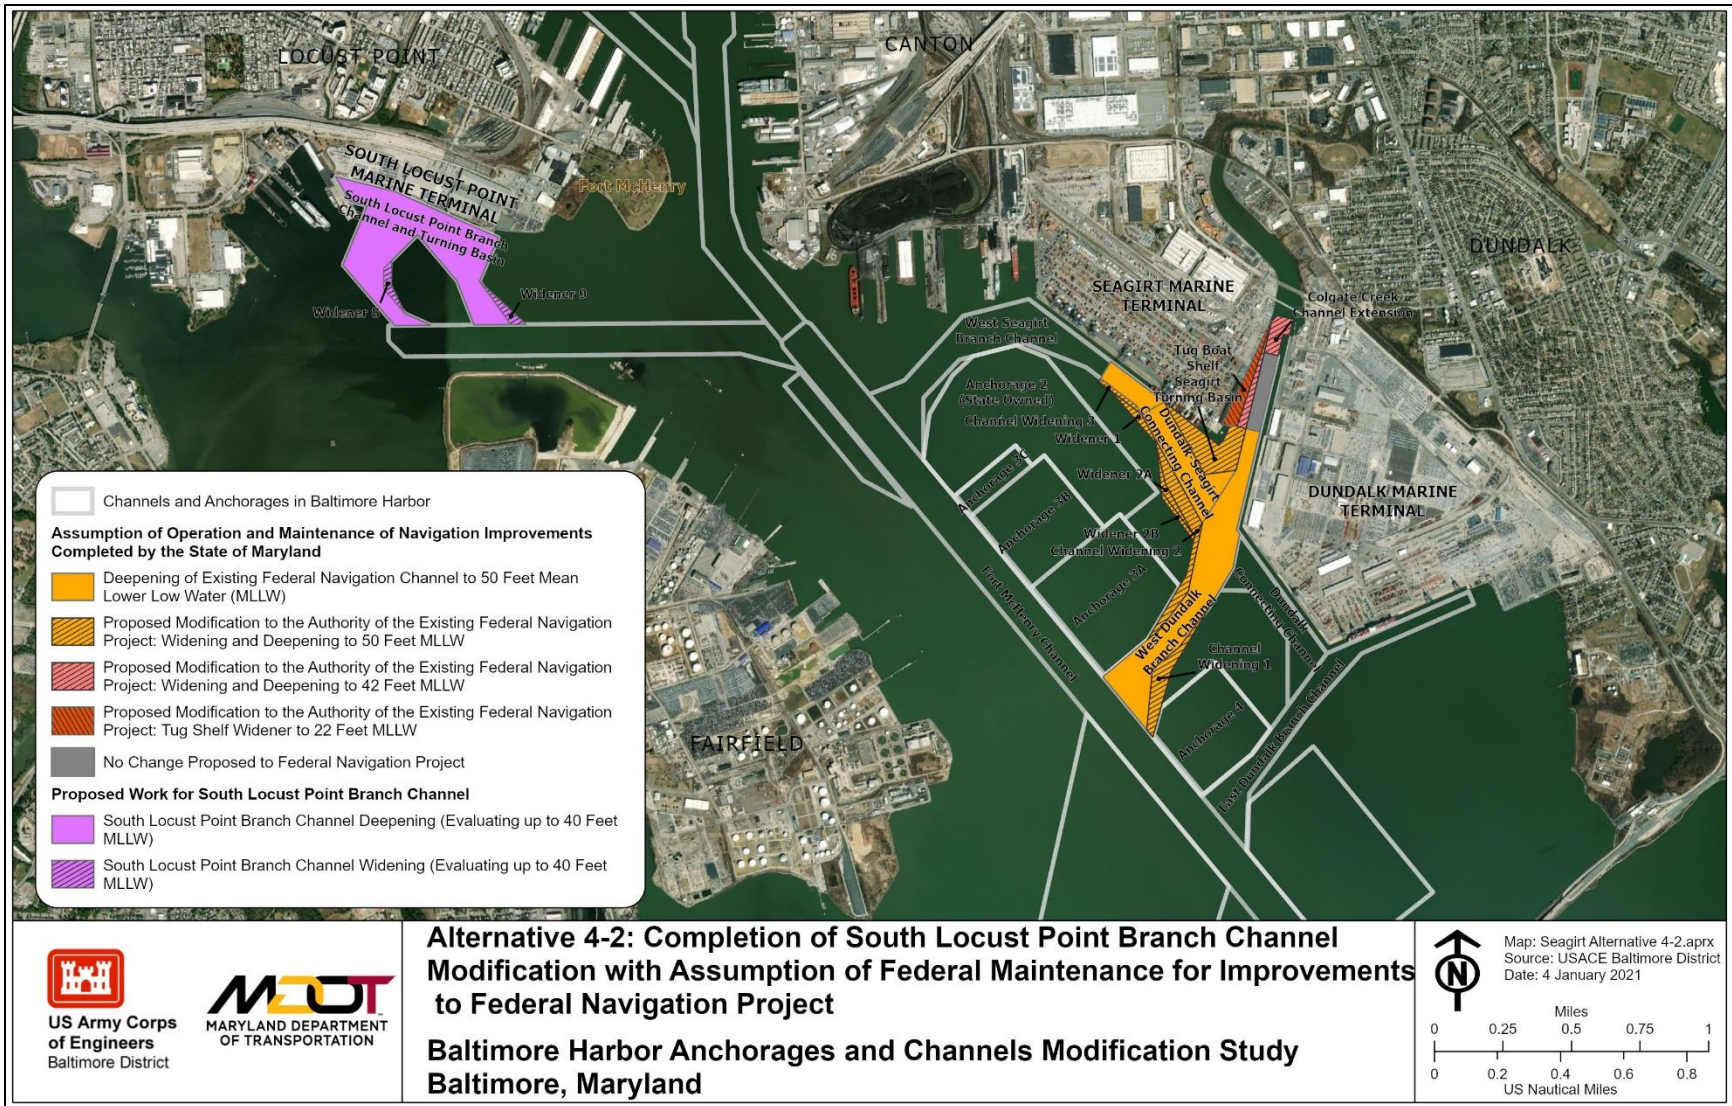 LOCUST POINT
CANTON
SOUTH LOCUST POINT
MARINE TERMINAL
South Locust Point Branch
Channel and Turning Basin
Fort McHenry
Widener 8
Widener 9
DUNDALK
SEAGIRT MARINE
TERMINAL
Colgate Creek
Channel Extension
West Seagirt
Branch Channel
Tug Boat
Shelf
Seagirt
Turning Basin
Anchorage 2
(State Owned)
Channel Widening 3
Widener 1
Dundalk-Seagirt
Connecting Channel
Widener 2A
Anchorage 3C
Anchorage 3B
DUNDALK MARINE
TERMINAL
Widener 2B
Channel Widening 2
Anchorage 3A
Fort McHenry Channel
West Dundalk
Branch Channel
Dundalk
Connecting Channel
Channel
Widening 1
Anchorage 4
East Dundalk Branch Channel
FAIRFIELD
Channels and Anchorages in Baltimore Harbor
Assumption of Operation and Maintenance of Navigation Improvements
Completed by the State of Maryland
Deepening of Existing Federal Navigation Channel to 50 Feet Mean
Lower Low Water (MLLW)
Proposed Modification to the Authority of the Existing Federal Navigation
Project: Widening and Deepening to 50 Feet MLLW
Proposed Modification to the Authority of the Existing Federal Navigation
Project: Widening and Deepening to 42 Feet MLLW
Proposed Modification to the Authority of the Existing Federal Navigation
Project: Tug Shelf Widener to 22 Feet MLLW
No Change Proposed to Federal Navigation Project
Proposed Work for South Locust Point Branch Channel
South Locust Point Branch Channel Deepening (Evaluating up to 40 Feet
MLLW)
South Locust Point Branch Channel Widening (Evaluating up to 40 Feet
MLLW)
US Army Corps
of Engineers
Baltimore District
MDOT
MARYLAND DEPARTMENT
OF TRANSPORTATION
Alternative 4-2: Completion of South Locust Point Branch Channel
Modification with Assumption of Federal Maintenance for Improvements
to Federal Navigation Project
Baltimore Harbor Anchorages and Channels Modification Study
Baltimore, Maryland
N
Map: Seagirt Alternative 4-2.aprx
Source: USACE Baltimore District
Date: 4 January 2021
Miles
0 0.25 0.5 0.75 1
0 0.2 0.4 0.6 0.8
US Nautical Miles